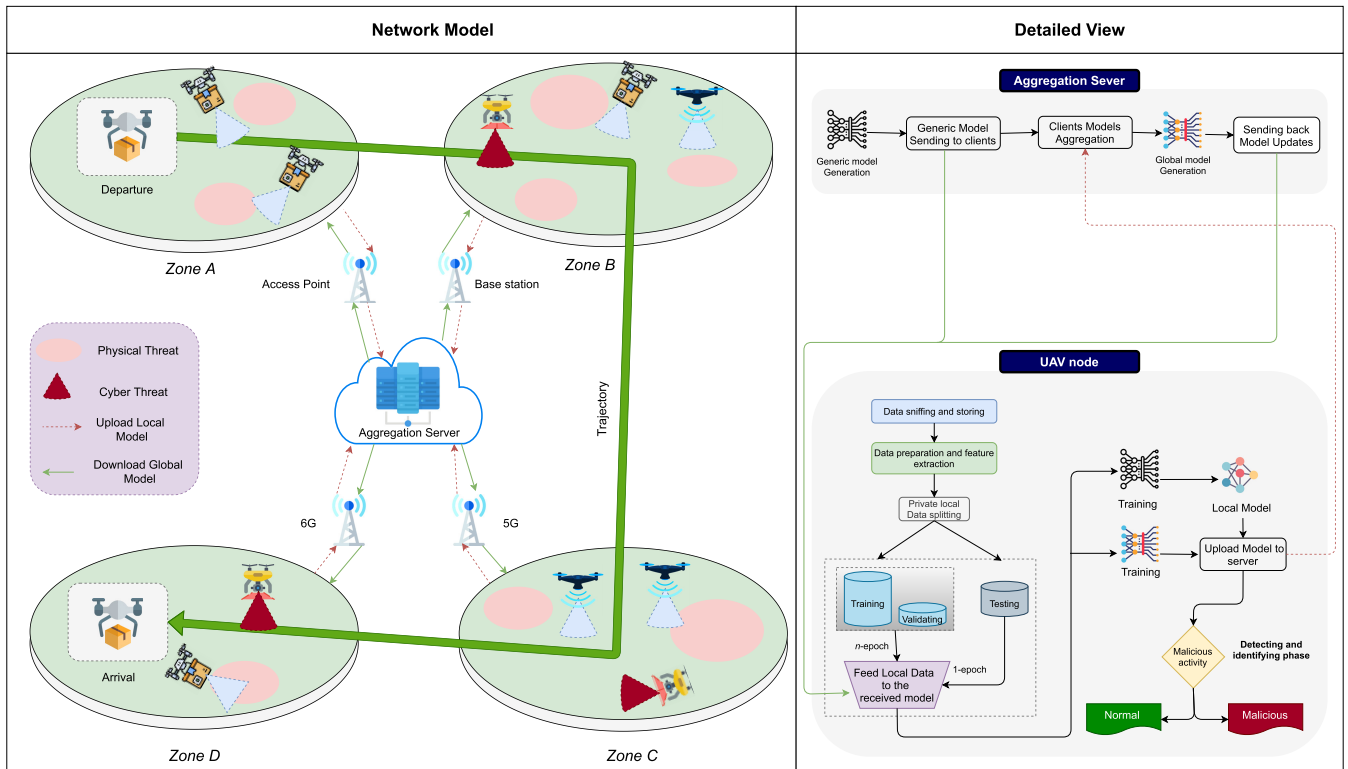 Network Model
Departure
Zone A
Zone B
Access Point
Base station
Physical Threat
Cyber Threat
Upload Local
Model
Download Global
Model
Aggregation Server
Trajectory
6G
5G
Arrival
Zone D
Zone C
Detailed View
Aggregation Sever
Generic model
Generation
Generic Model
Sending to clients
Clients Models
Aggregation
Global model
Generation
Sending back
Model Updates
UAV node
Data sniffing and storing
Data preparation and feature
extraction
Private local
Data splitting
Training
Validating
Testing
n-epoch
1-epoch
Feed Local Data
to the
received model
Training
Local Model
Training
Upload Model to
server
Malicious
activity
Detecting and
identifying phase
Normal
Malicious